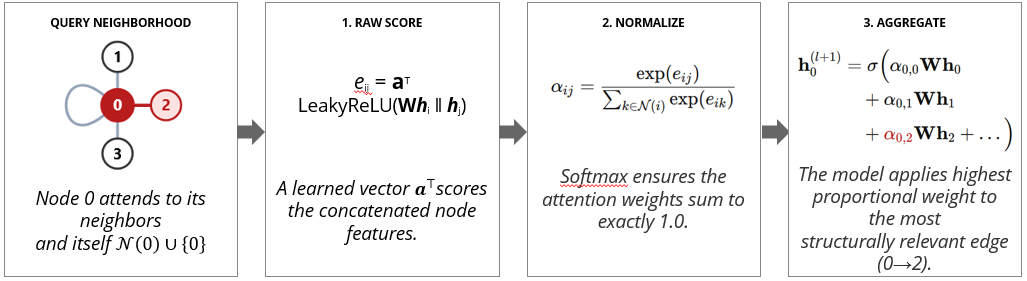 QUERY NEIGHBORHOOD
1
0
2
3
Node 0 attends to its
neighbors
and itself 𝒩(0) ∪ {0}
1. RAW SCORE
eᵢⱼ = aᵀ
LeakyReLU(Whᵢ ‖ hⱼ)
A learned vector aᵀscores
the concatenated node
features.
2. NORMALIZE
αᵢⱼ = exp(eᵢⱼ) / ∑ₖ∈𝒩(ᵢ) exp(eᵢₖ)
Softmax ensures the
attention weights sum to
exactly 1.0.
3. AGGREGATE
h₀⁽ˡ⁺¹⁾ = σ(α₀,₀Wh₀
+ α₀,₁Wh₁
+ α₀,₂Wh₂ + ...)
The model applies highest
proportional weight to
the most
structurally relevant edge
(0→2).